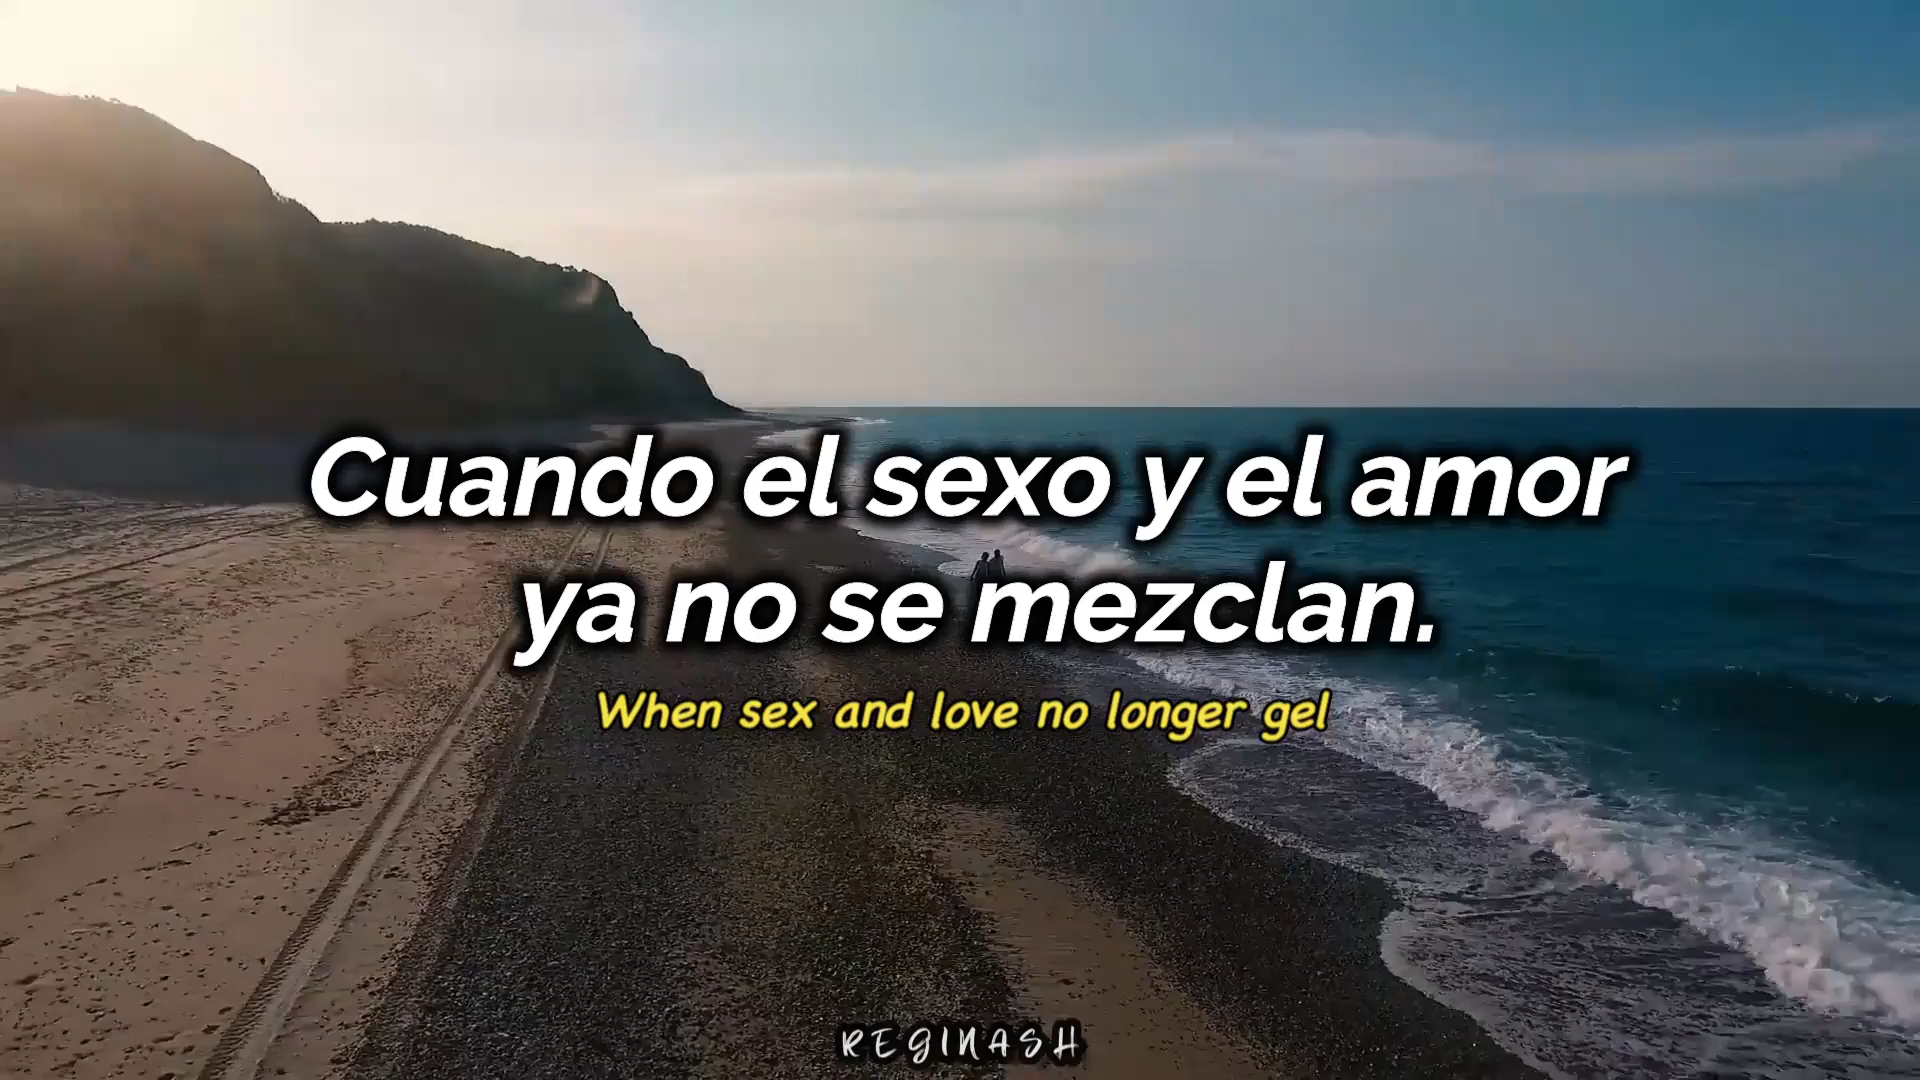 Cuando el sexo y el amor
ya no se mezclan.
When sex and love no longer gel
REGINASH